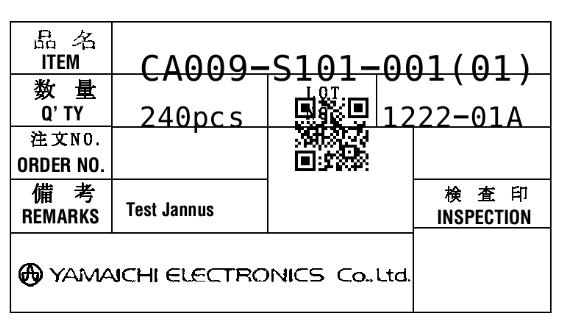 品 名
ITEM
CA009-S101-001(01)
数 量
Q' TY
240pcs
LOT
1222-01A
注文NO.
ORDER NO.
備 考
REMARKS
Test Jannus
検 査 印
INSPECTION
YAMAICHI ELECTRONICS Co.,Ltd.